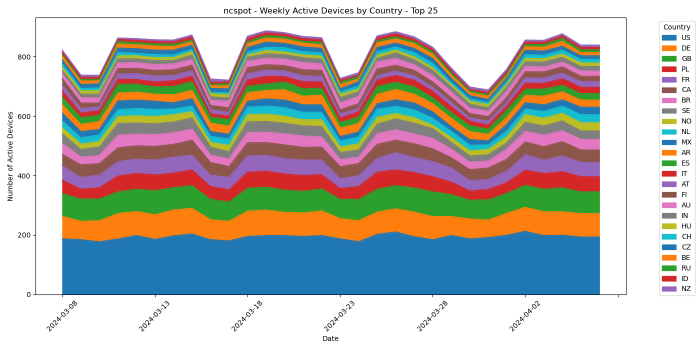 ncspot - Weekly Active Devices by Country - Top 25
Number of Active Devices
800
600
400
200
0
2024-03-08
2024-03-13
2024-03-18
2024-03-23
2024-03-28
2024-04-02
Date
Country
US
DE
GB
PL
FR
CA
BR
SE
NO
NL
MX
AR
ES
IT
AT
FI
AU
IN
HU
CH
CZ
BE
RU
ID
NZ